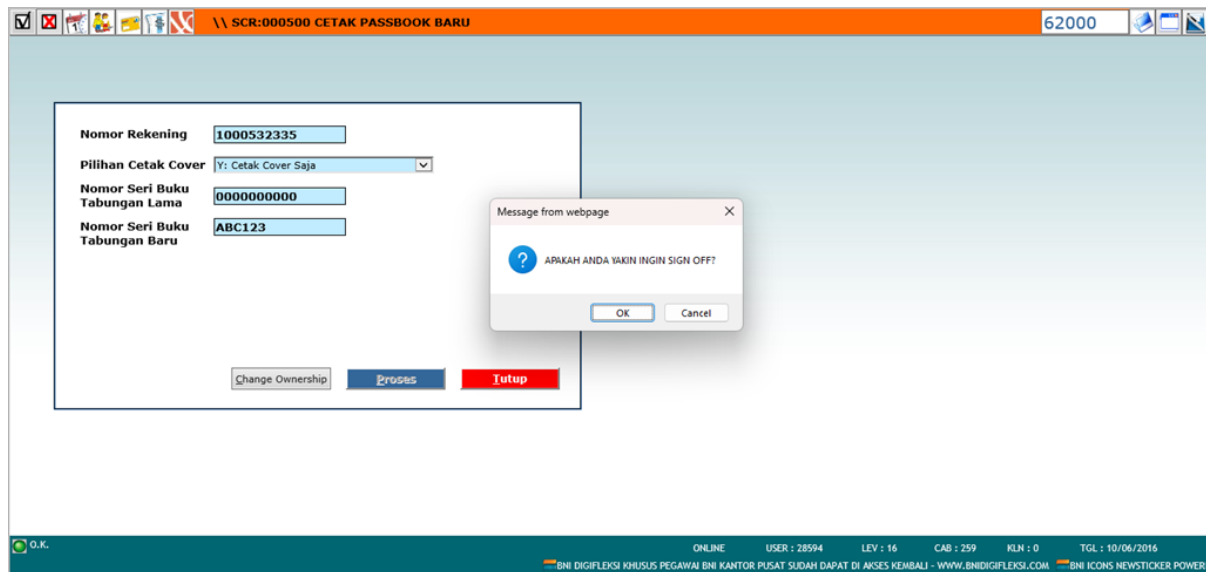 \\ SCR:000500 CETAK PASSBOOK BARU
62000
Nomor Rekening 1000532335
Pilihan Cetak Cover Y: Cetak Cover Saja
Nomor Seri Buku
Tabungan Lama 0000000000
Nomor Seri Buku
Tabungan Baru ABC123
Message from webpage
APAKAH ANDA YAKIN INGIN SIGN OFF?
OK Cancel
Change Ownership Proses Tutup
O.K. ONLINE USER : 28594 LEV : 16 CAB : 259 KLN : 0 TGL : 10/06/2016
BNI DIGIFLEKSI KHUSUS PEGAWAI BNI KANTOR PUSAT SUDAH DAPAT DI AKSES KEMBALI - WWW.BNIDIGIFLEKSI.COM BNI ICONS NEWSTICKER POWER